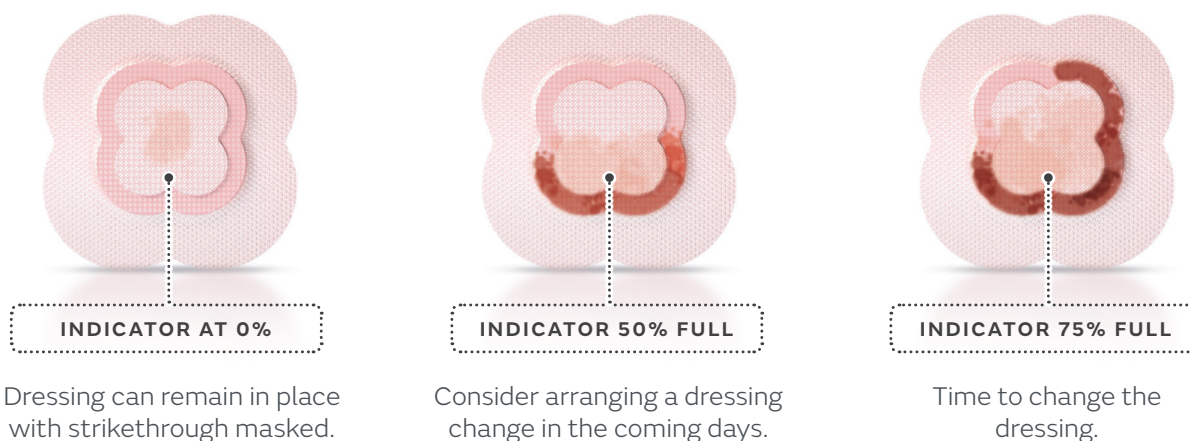 INDICATOR AT 0%
Dressing can remain in place
with strikethrough masked.
INDICATOR 50% FULL
Consider arranging a dressing
change in the coming days.
INDICATOR 75% FULL
Time to change the
dressing.